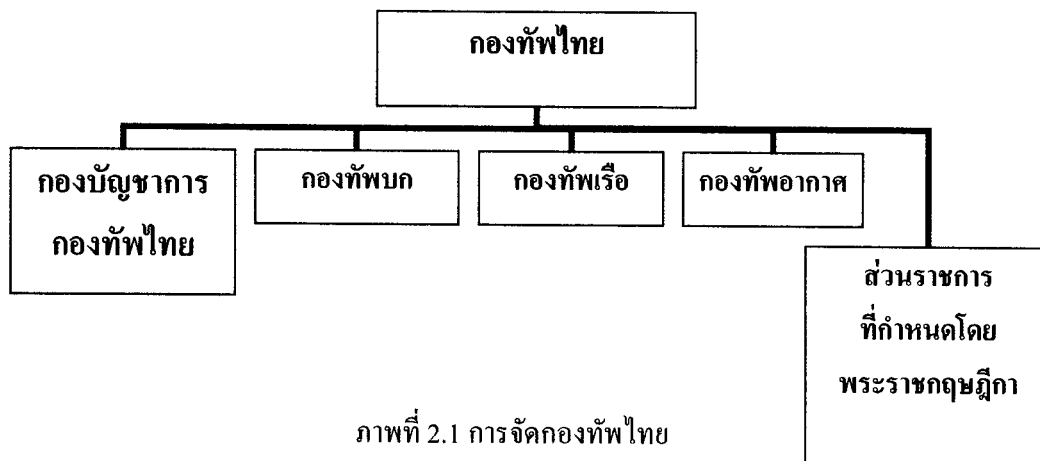 กองทัพไทย
กองบัญชาการ
กองทัพไทย
กองทัพบก
กองทัพเรือ
กองทัพอากาศ
ส่วนราชการ
ที่กำหนดโดย
พระราชกฤษฎีกา
ภาพที่ 2.1 การจัดกองทัพไทย